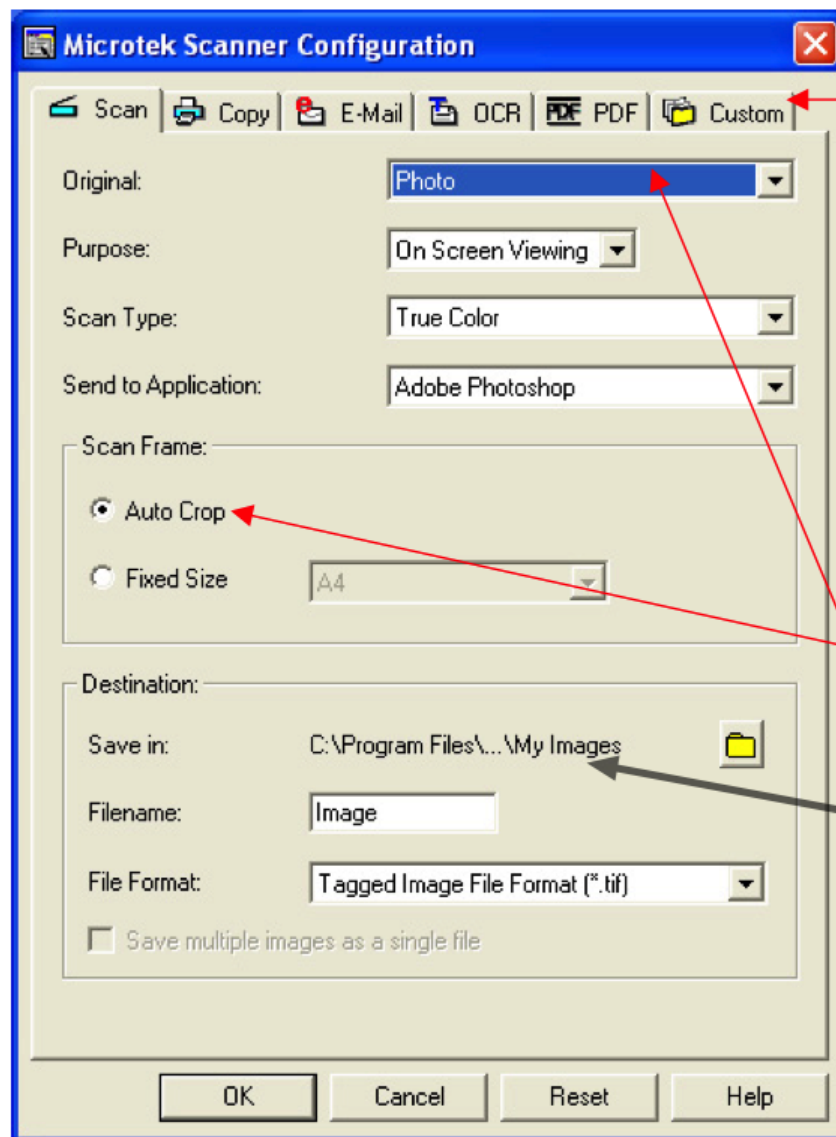 Microtek Scanner Configuration
Scan Copy E-Mail OCR PDF Custom
Original: Photo
Purpose: On Screen Viewing
Scan Type: True Color
Send to Application: Adobe Photoshop
Scan Frame:
Auto Crop
Fixed Size A4
Destination:
Save in: C:\Program Files\...\My Images
Filename: Image
File Format: Tagged Image File Format (*.tif)
Save multiple images as a single file
OK Cancel Reset Help